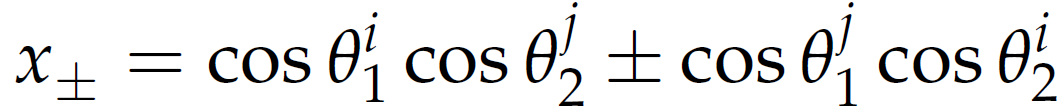 x_± = cos θ_1^i cos θ_2^j ± cos θ_1^j cos θ_2^i